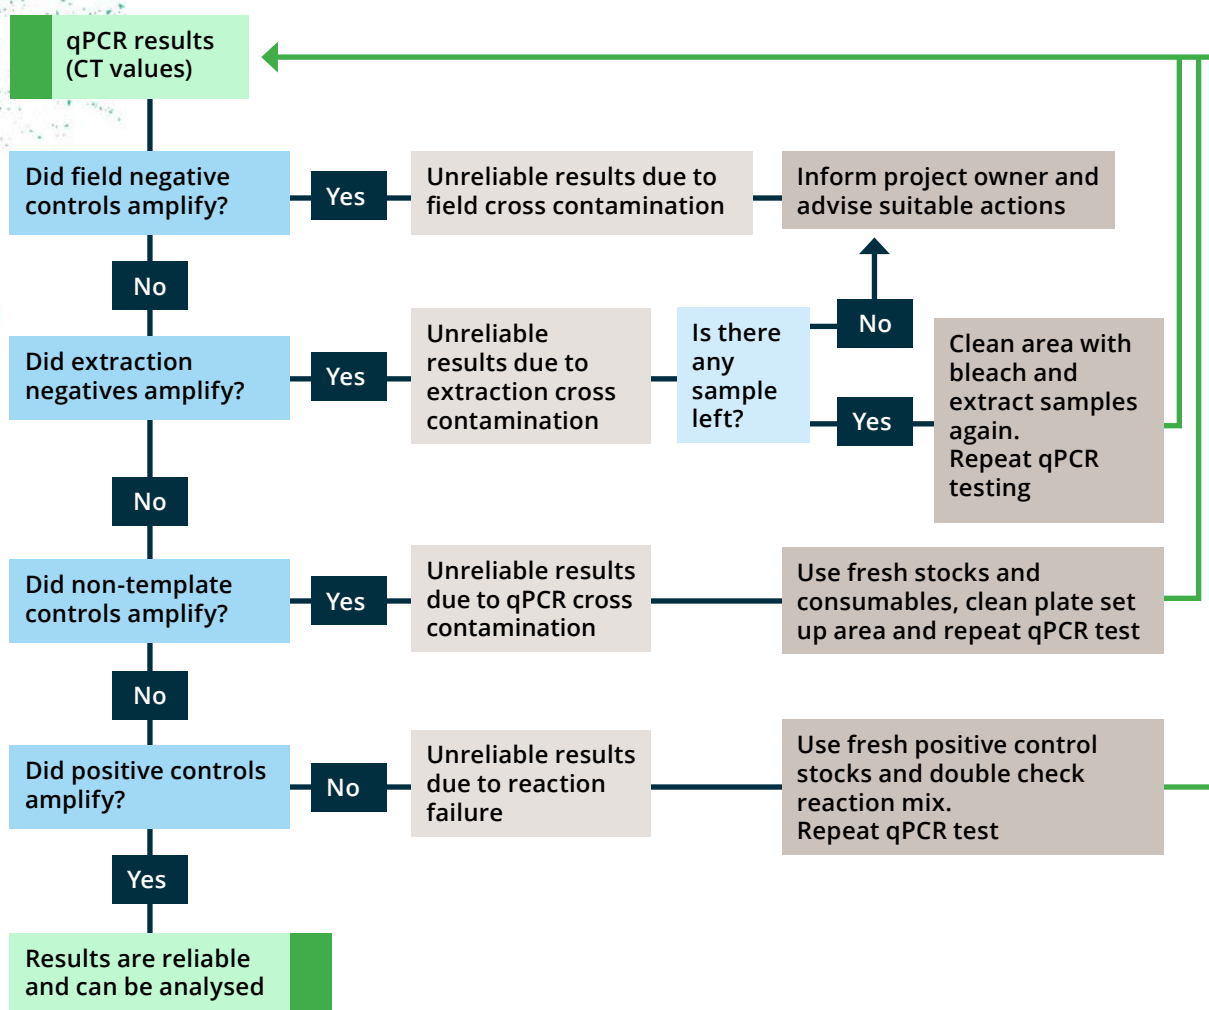 qPCR results
(CT values)
Did field negative
controls amplify?
Yes
Unreliable results due to
field cross contamination
Inform project owner and
advise suitable actions
No
Did extraction
negatives amplify?
Yes
Unreliable
results due to
extraction cross
contamination
Is there
any
sample
left?
No
Yes
Clean area with
bleach and
extract samples
again.
Repeat qPCR
testing
No
Did non-template
controls amplify?
Yes
Unreliable results
due to qPCR cross
contamination
Use fresh stocks and
consumables, clean plate set
up area and repeat qPCR test
No
Did positive controls
amplify?
No
Unreliable results
due to reaction
failure
Use fresh positive control
stocks and double check
reaction mix.
Repeat qPCR test
Yes
Results are reliable
and can be analysed